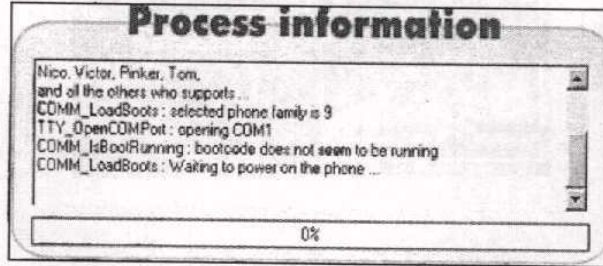 Process information
Nico, Victor, Pinker, Tom,
and all the others who supports ...
COMM_LoadBoots : selected phone family is 9
TTY_OpenCOMPort : opening COM1
COMM_IsBootRunning : bootcode does not seem to be running
COMM_LoadBoots : Waiting to power on the phone ...
0%